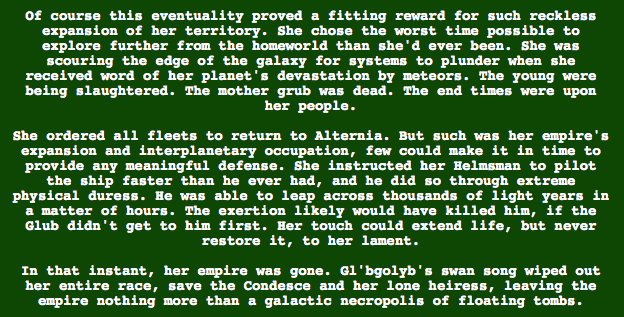 Of course this eventuality proved a fitting reward for such reckless
expansion of her territory. She chose the worst time possible to
explore further from the homeworld than she'd ever been. She was
scouring the edge of the galaxy for systems to plunder when she
received word of her planet's devastation by meteors. The young were
being slaughtered. The mother grub was dead. The end times were upon
her people.

She ordered all fleets to return to Alternia. But such was her empire's
expansion and interplanetary occupation, few could make it in time to
provide any meaningful defense. She instructed her Helmsman to pilot
the ship faster than he ever had, and he did so through extreme
physical duress. He was able to leap across thousands of light years in
a matter of hours. The exertion likely would have killed him, if the
Glub didn't get to him first. Her touch could extend life, but never
restore it, to her lament.

In that instant, her empire was gone. Gl'bgolyb's swan song wiped out
her entire race, save the Condesce and her lone heiress, leaving the
empire nothing more than a galactic necropolis of floating tombs.